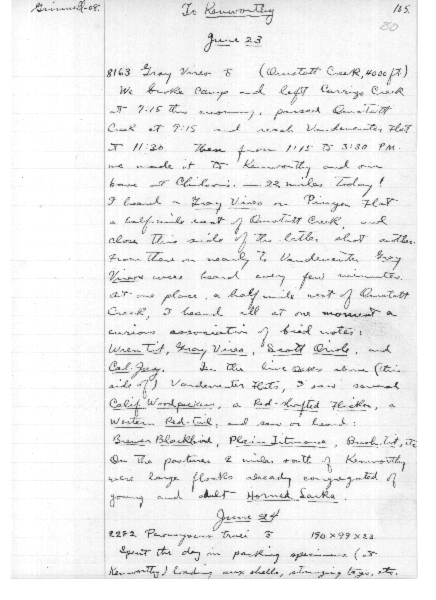 Grinnell-08.
To Kenworthy
105.
June 23
8163 Gray Vireo ♂ (Omstott Creek, 4000 ft.)
We broke camp and left Carrizo Creek
at 7:15 this morning, passed Omstott
Creek at 9:15 and reach Vandeventer Flat
at 11:30. Then from 1:15 to 3:30 P.M.
we made it to Kenworthy and our
base at — 22 miles today!
I heard a Gray Vireo on Pinyon Flat
a half-mile east of Omstott Creek, and
close this side of the latter shot another.
From there on nearly to Vandeventer Gray
Vireos were heard every few minutes.
At one place, a half mile west of Omstott
Creek, I heard all at one moment a
curious association of bird notes:
Wren-tit, Gray Vireo, Scott Oriole, and
Cal. Jay. In the live oaks above (this
side of) Vandeventer Flats, I saw several
Calif Woodpeckers, a Red-shafted Flicker, a
Western Red-tail, and saw or heard:
Brewer Blackbird, Plain Titmouse, Bush-tit, etc.
On the pastures 2 miles south of Kenworthy
were large flocks already congregated of
young and adult Horned Larks.
June 24
2272 Peromyscus truei ♂ 190 x 99 x 23
Spent the day in packing specimens (at
Kenworthy) loading aux shells, etc.